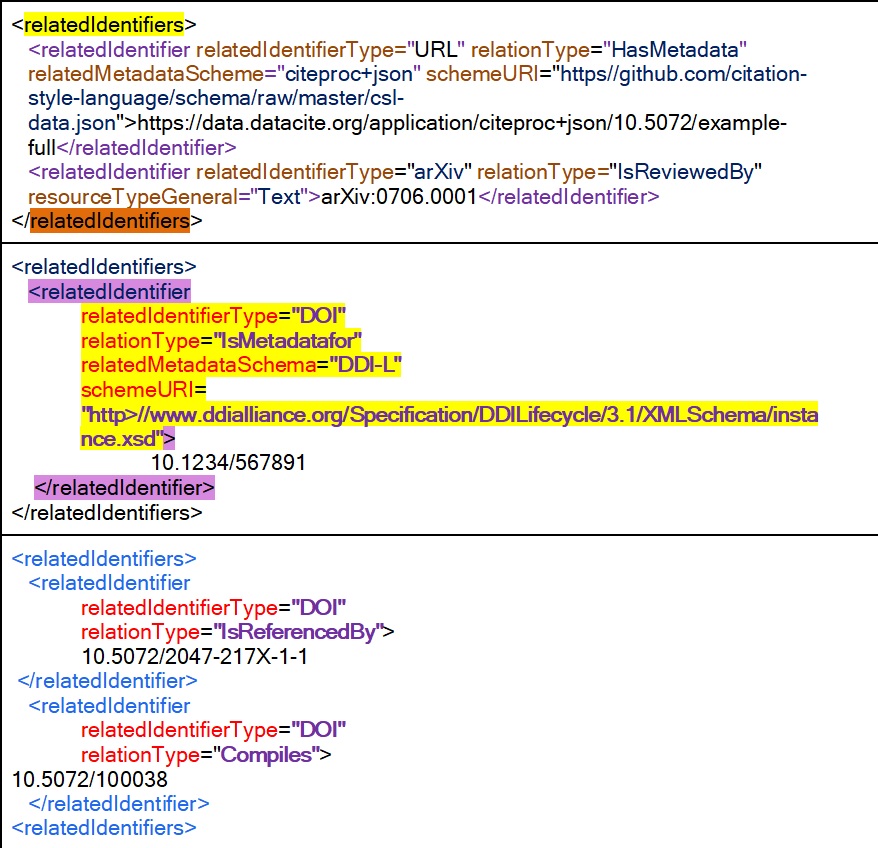 <relatedIdentifiers>
<relatedIdentifier relatedIdentifierType="URL" relationType="HasMetadata"
relatedMetadataScheme="citeproc+json" schemeURI="https//github.com/citation-
style-language/schema/raw/master/csl-
data.json">https://data.datacite.org/application/citeproc+json/10.5072/example-
full</relatedIdentifier>
<relatedIdentifier relatedIdentifierType="arXiv" relationType="IsReviewedBy"
resourceTypeGeneral="Text">arXiv:0706.0001</relatedIdentifier>
</relatedIdentifiers>
<relatedIdentifiers>
<relatedIdentifier
relatedIdentifierType="DOI"
relationType="IsMetadatafor"
relatedMetadataSchema="DDI-L"
schemeURI=
"http>//www.ddialliance.org/Specification/DDILifecycle/3.1/XMLSchema/insta
nce.xsd">
10.1234/567891
</relatedIdentifier>
</relatedIdentifiers>
<relatedIdentifiers>
<relatedIdentifier
relatedIdentifierType="DOI"
relationType="IsReferencedBy">
10.5072/2047-217X-1-1
</relatedIdentifier>
<relatedIdentifier
relatedIdentifierType="DOI"
relationType="Compiles">
10.5072/100038
</relatedIdentifier>
<relatedIdentifiers>